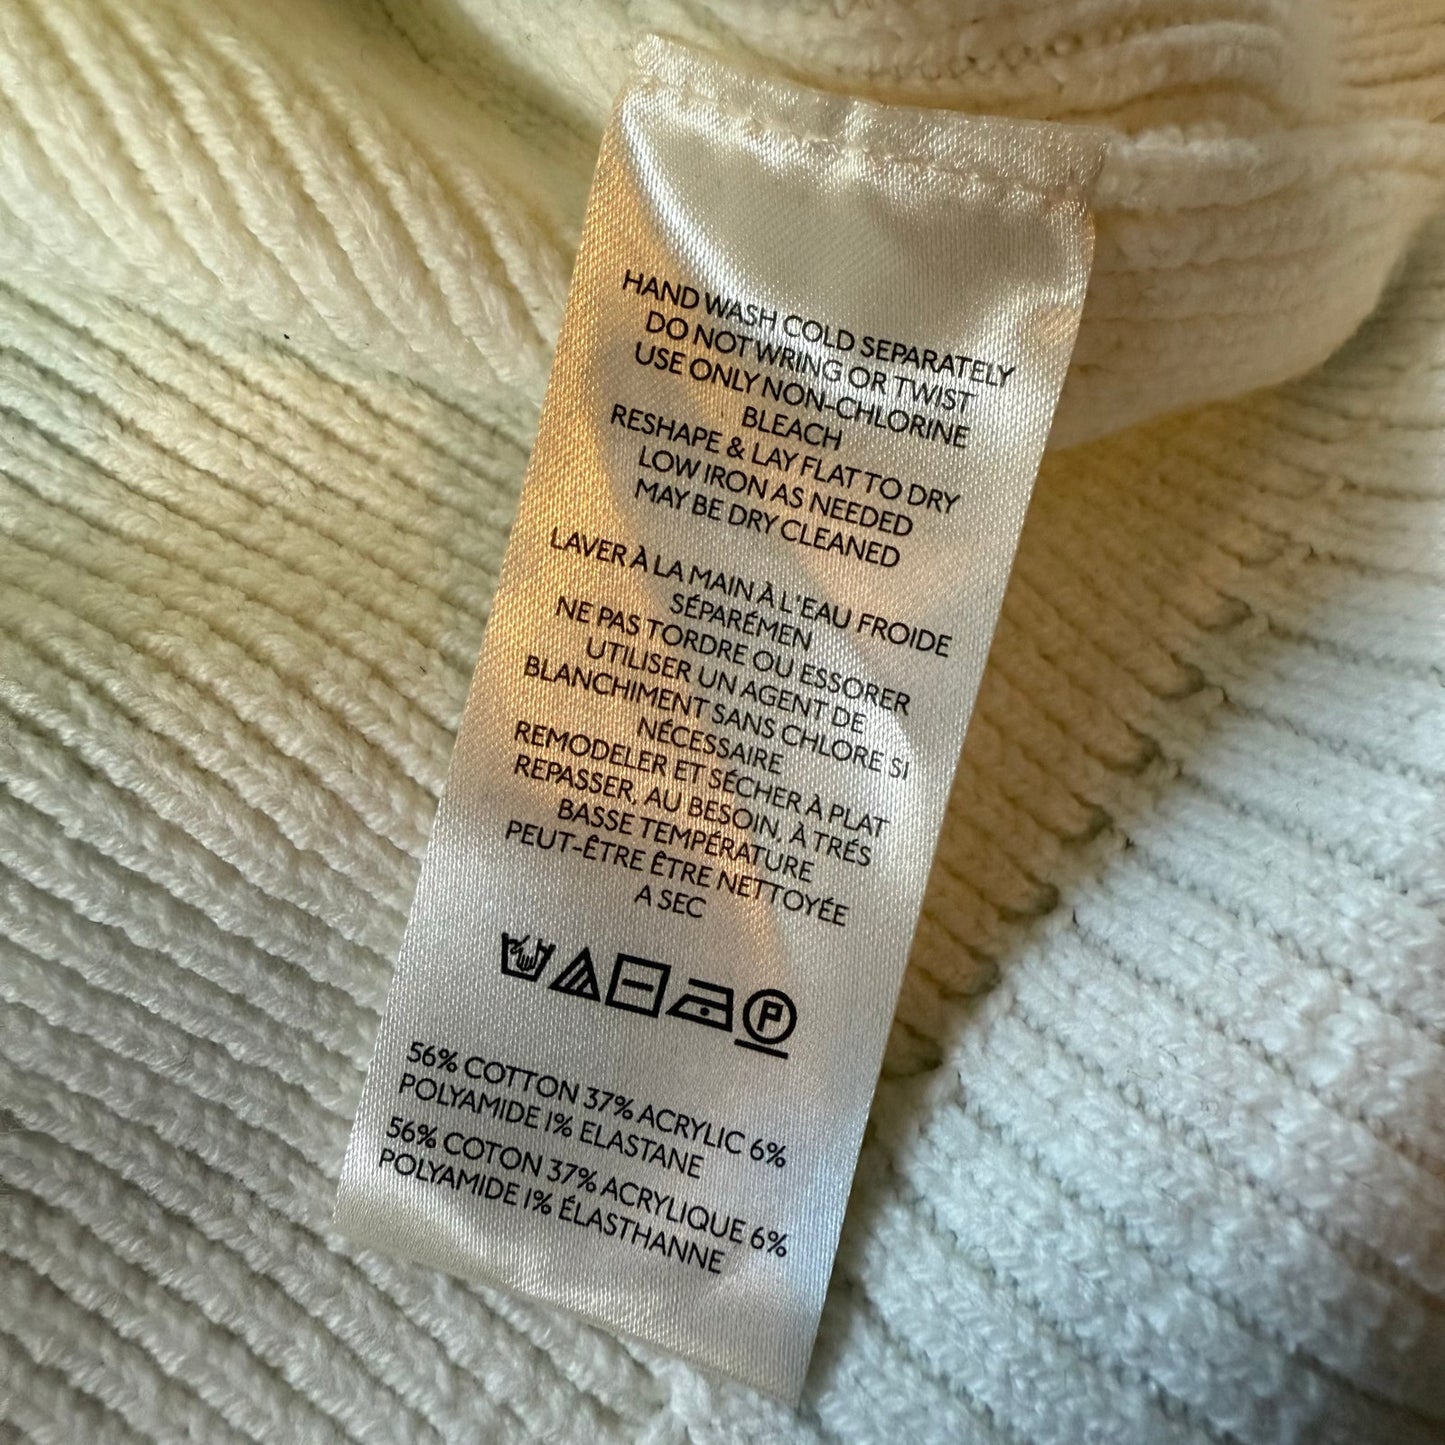 HAND WASH COLD SEPARATELY
DO NOT WRING OR TWIST
USE ONLY NON-CHLORINE
BLEACH
RESHAPE & LAY FLAT TO DRY
LOW IRON AS NEEDED
MAY BE DRY CLEANED
LAVER À LA MAIN À L'EAU FROIDE
SÉPARÉMEN
NE PAS TORDRE OU ESSORER
UTILISER UN AGENT DE
BLANCHIMENT SANS CHLORE SI
NÉCESSAIRE
REMODELER ET SÉCHER À PLAT
REPASSER, AU BESOIN, À TRÉS
BASSE TEMPÉRATURE
PEUT-ÊTRE ÊTRE NETTOYÉE
A SEC
P
56% COTTON 37% ACRYLIC 6%
POLYAMIDE 1% ELASTANE
56% COTON 37% ACRYLIQUE 6%
POLYAMIDE 1% ÉLASTHANNE